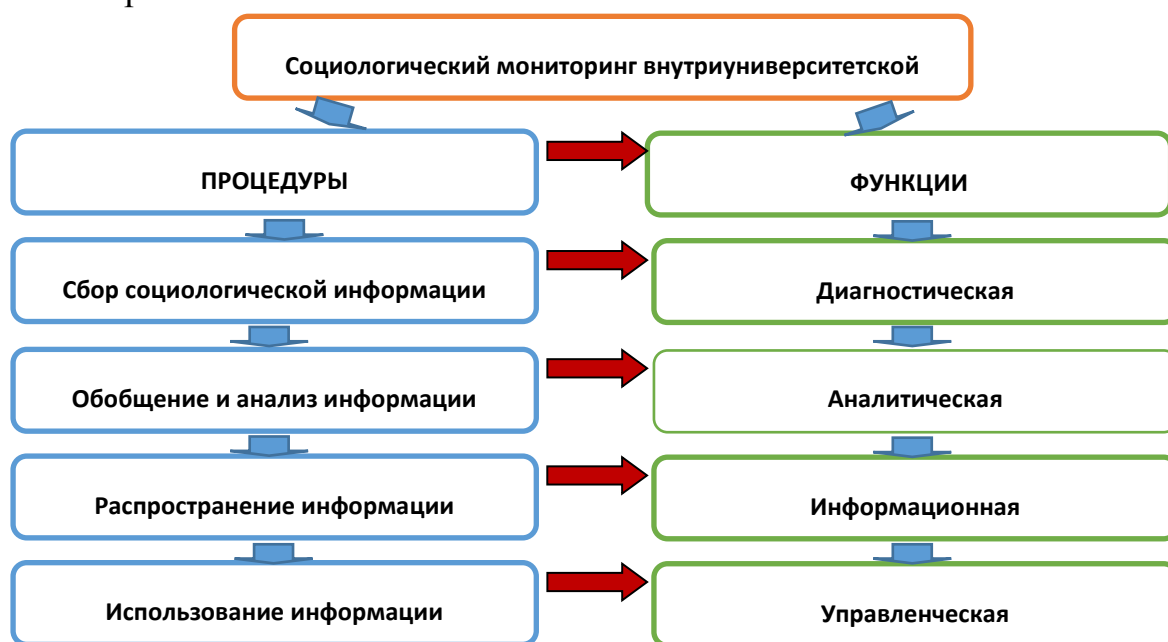 Социологический мониторинг внутриуниверситетской
ПРОЦЕДУРЫ
ФУНКЦИИ
Сбор социологической информации
Диагностическая
Обобщение и анализ информации
Аналитическая
Распространение информации
Информационная
Использование информации
Управленческая